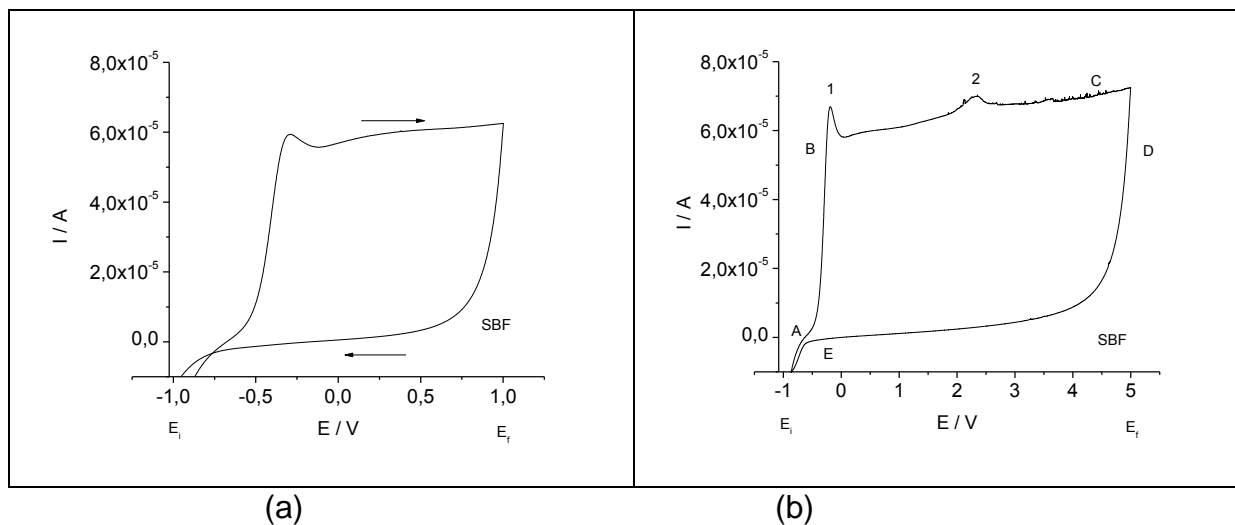 8,0x10⁻⁵
6,0x10⁻⁵
4,0x10⁻⁵
2,0x10⁻⁵
0,0
I / A
SBF
-1,0 -0,5 0,0 0,5 1,0
E / V
Eᵢ
E_f
(a)
8,0x10⁻⁵
6,0x10⁻⁵
4,0x10⁻⁵
2,0x10⁻⁵
0,0
I / A
1
2
C
B
D
A
E
SBF
-1 0 1 2 3 4 5
E / V
Eᵢ
E_f
(b)